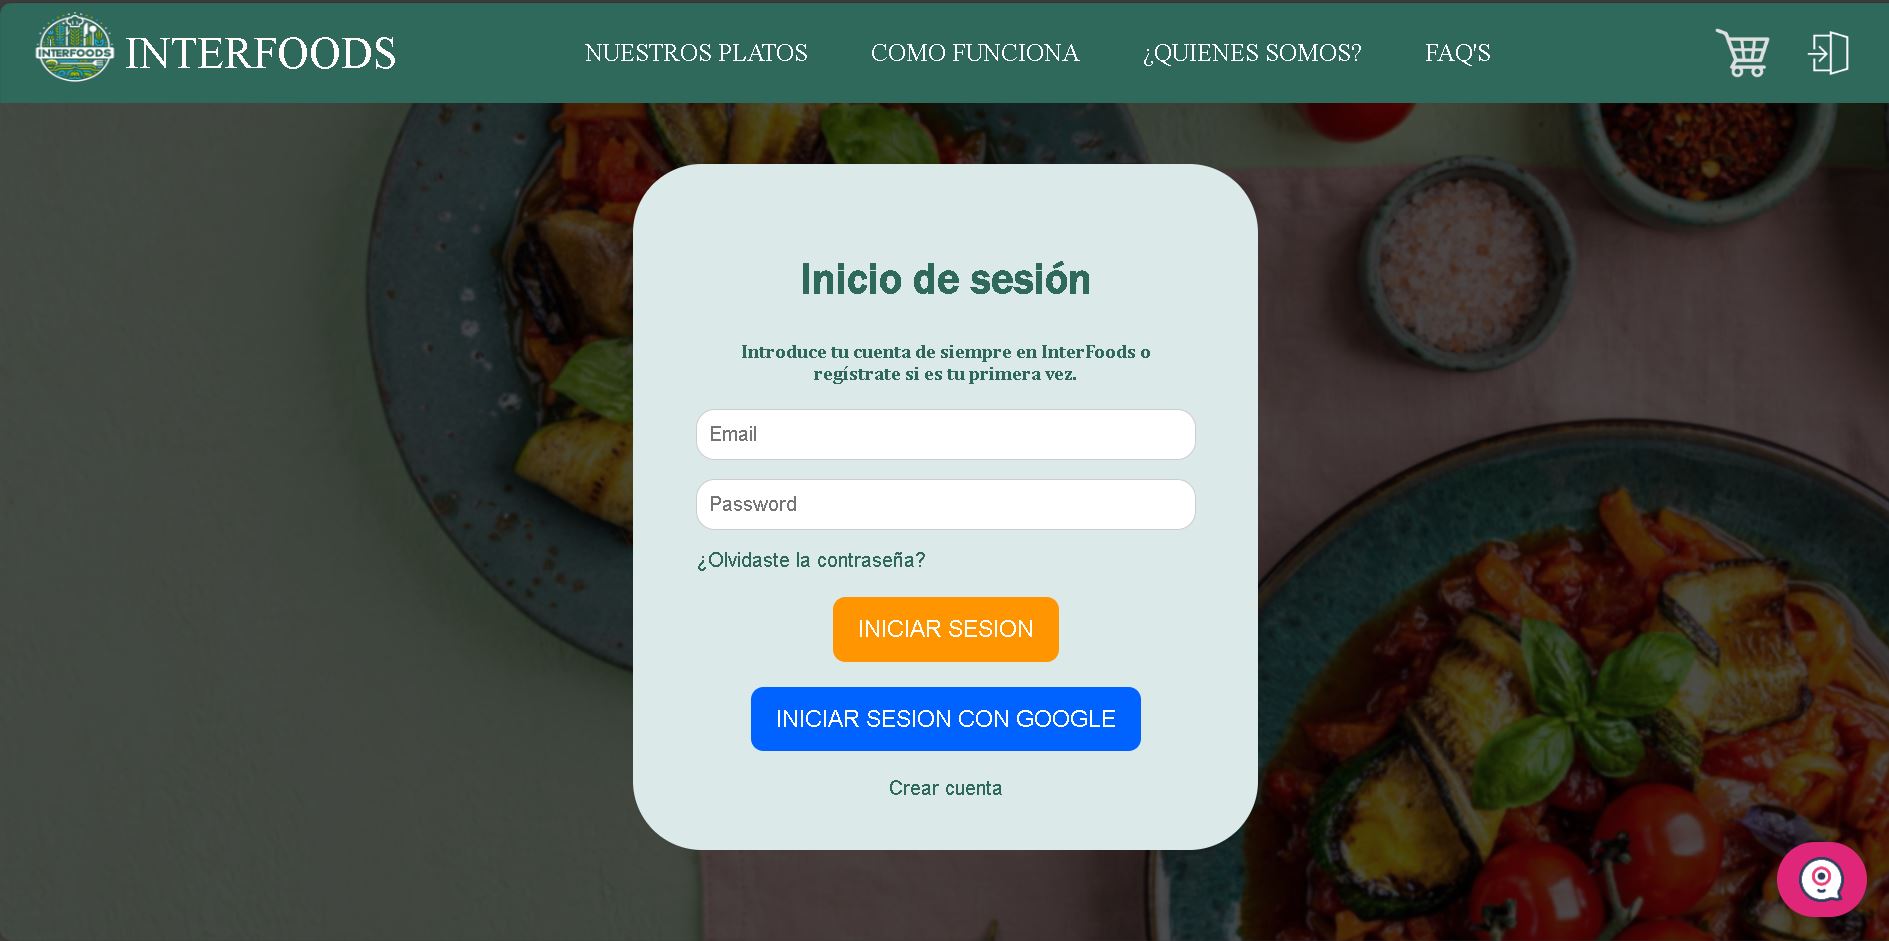 INTERFOODS
INTERFOODS
NUESTROS PLATOS
COMO FUNCIONA
¿QUIENES SOMOS?
FAQ'S
Inicio de sesión
Introduce tu cuenta de siempre en InterFoods o
regístrate si es tu primera vez.
Email
Password
¿Olvidaste la contraseña?
INICIAR SESION
INICIAR SESION CON GOOGLE
Crear cuenta